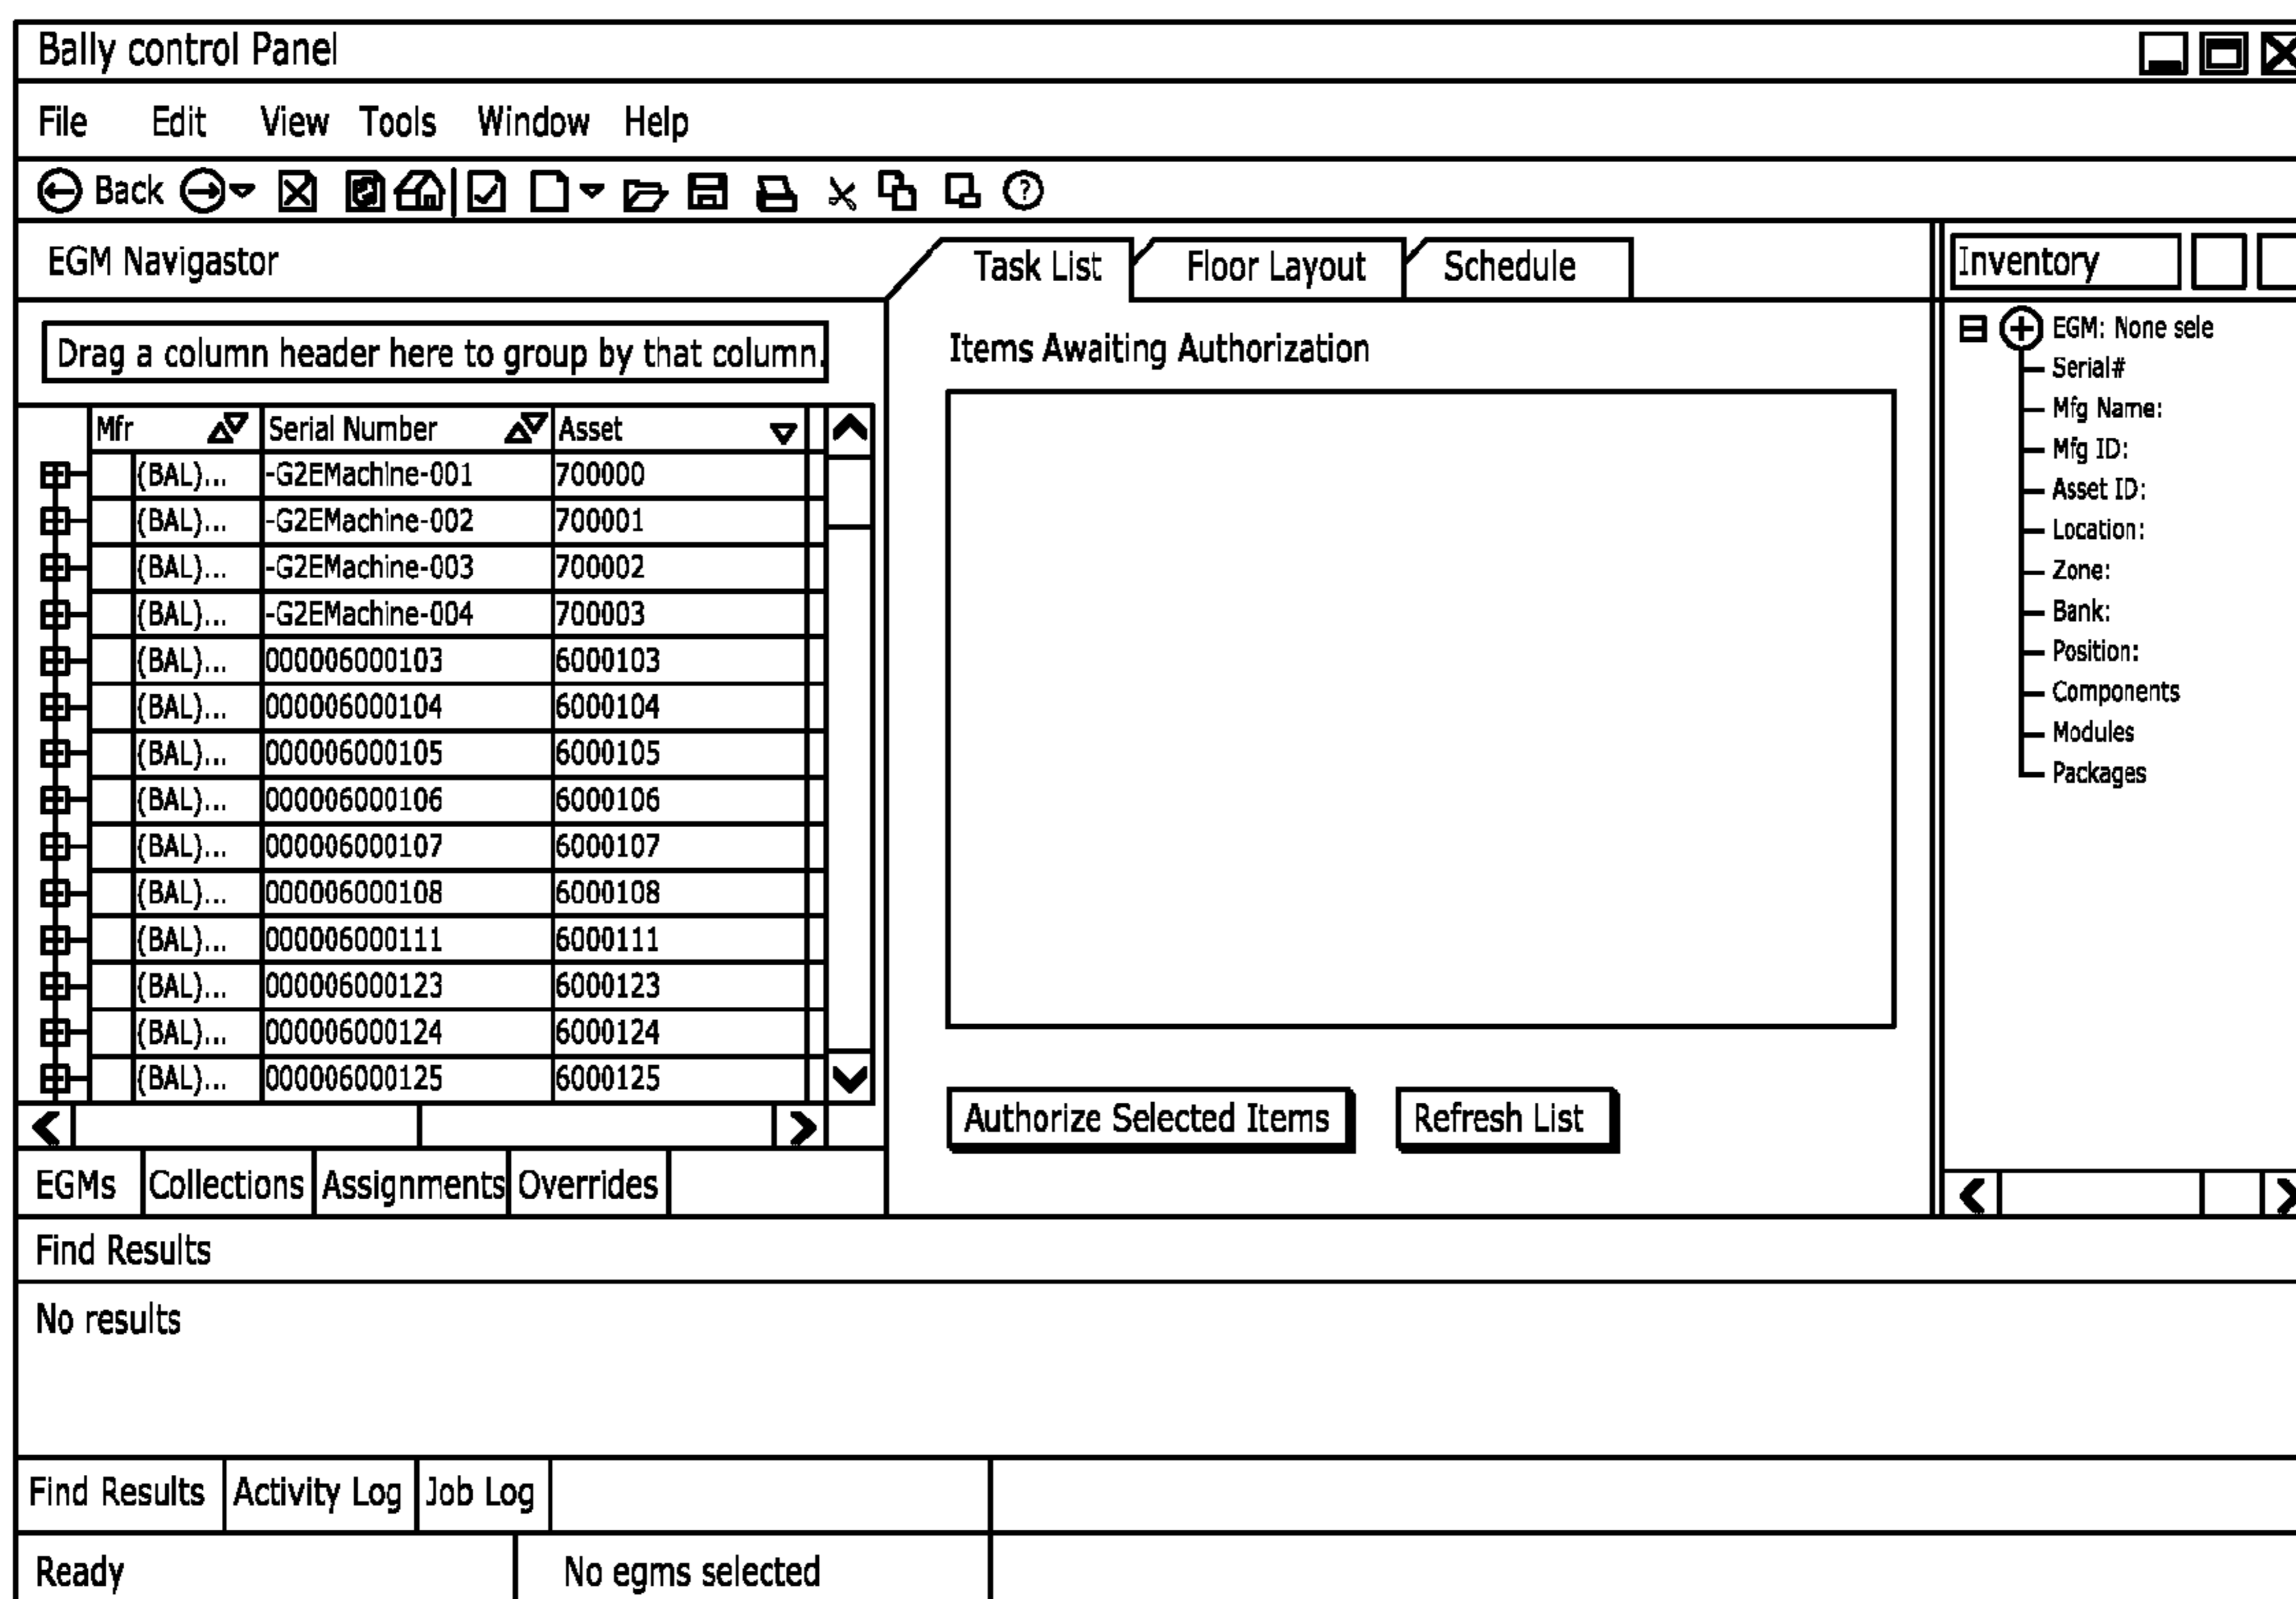 Bally control Panel
File Edit View Tools Window Help
Back
EGM Navigastor
Task List Floor Layout Schedule
Inventory
Drag a column header here to group by that column.
Mfr Serial Number Asset
(BAL)... -G2EMachine-001 700000
(BAL)... -G2EMachine-002 700001
(BAL)... -G2EMachine-003 700002
(BAL)... -G2EMachine-004 700003
(BAL)... 000006000103 6000103
(BAL)... 000006000104 6000104
(BAL)... 000006000105 6000105
(BAL)... 000006000106 6000106
(BAL)... 000006000107 6000107
(BAL)... 000006000108 6000108
(BAL)... 000006000111 6000111
(BAL)... 000006000123 6000123
(BAL)... 000006000124 6000124
(BAL)... 000006000125 6000125
EGMs Collections Assignments Overrides
Items Awaiting Authorization
Authorize Selected Items Refresh List
EGM: None sele
Serial#
Mfg Name:
Mfg ID:
Asset ID:
Location:
Zone:
Bank:
Position:
Components
Modules
Packages
Find Results
No results
Find Results Activity Log Job Log
Ready No egms selected